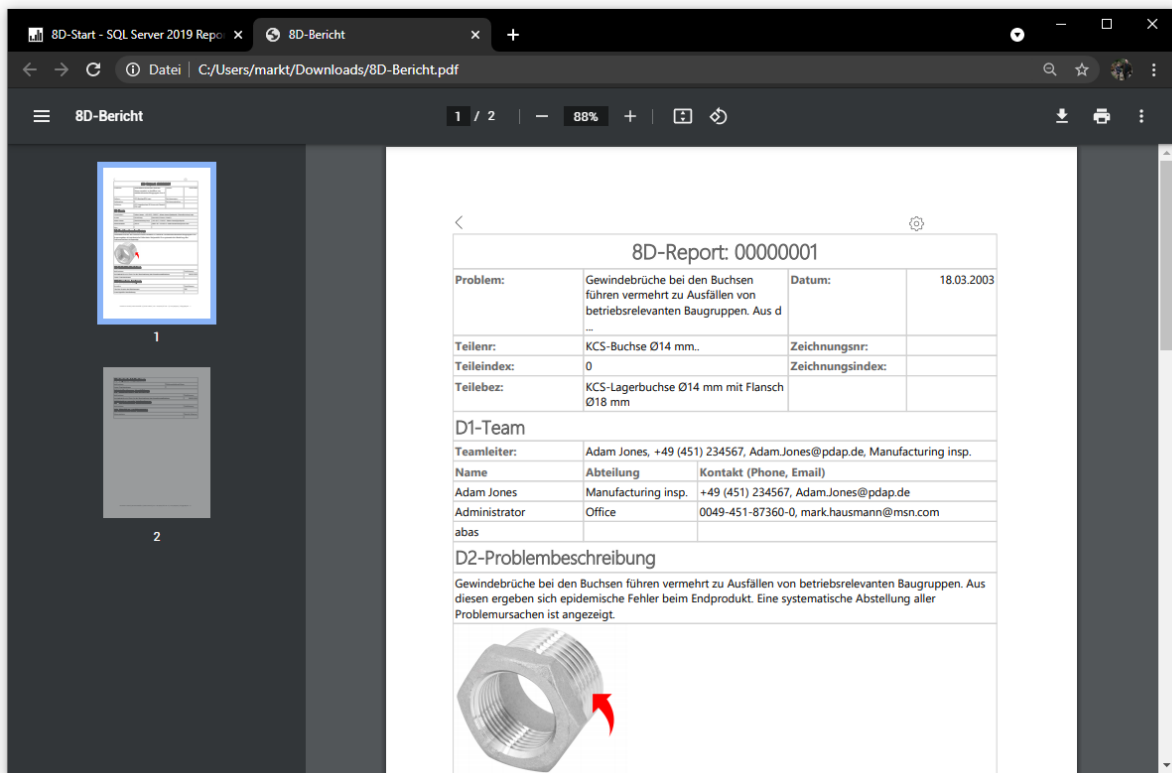 8D-Start - SQL Server 2019 Repo
8D-Bericht
Datei | C:/Users/markt/Downloads/8D-Bericht.pdf
8D-Bericht
1 / 2
88%
1
2
8D-Report: 00000001
Problem: Gewindebrüche bei den Buchsen Datum: 18.03.2003
führen vermehrt zu Ausfällen von
betriebsrelevanten Baugruppen. Aus d
...
Teilenr: KCS-Buchse Ø14 mm.. Zeichnungsnr:
Teileindex: 0 Zeichnungsindex:
Teilebez: KCS-Lagerbuchse Ø14 mm mit Flansch
Ø18 mm
D1-Team
Teamleiter: Adam Jones, +49 (451) 234567, Adam.Jones@pdap.de, Manufacturing insp.
Name Abteilung Kontakt (Phone, Email)
Adam Jones Manufacturing insp. +49 (451) 234567, Adam.Jones@pdap.de
Administrator Office 0049-451-87360-0, mark.hausmann@msn.com
abas
D2-Problembeschreibung
Gewindebrüche bei den Buchsen führen vermehrt zu Ausfällen von betriebsrelevanten Baugruppen. Aus
diesen ergeben sich epidemische Fehler beim Endprodukt. Eine systematische Abstellung aller
Problemursachen ist angezeigt.